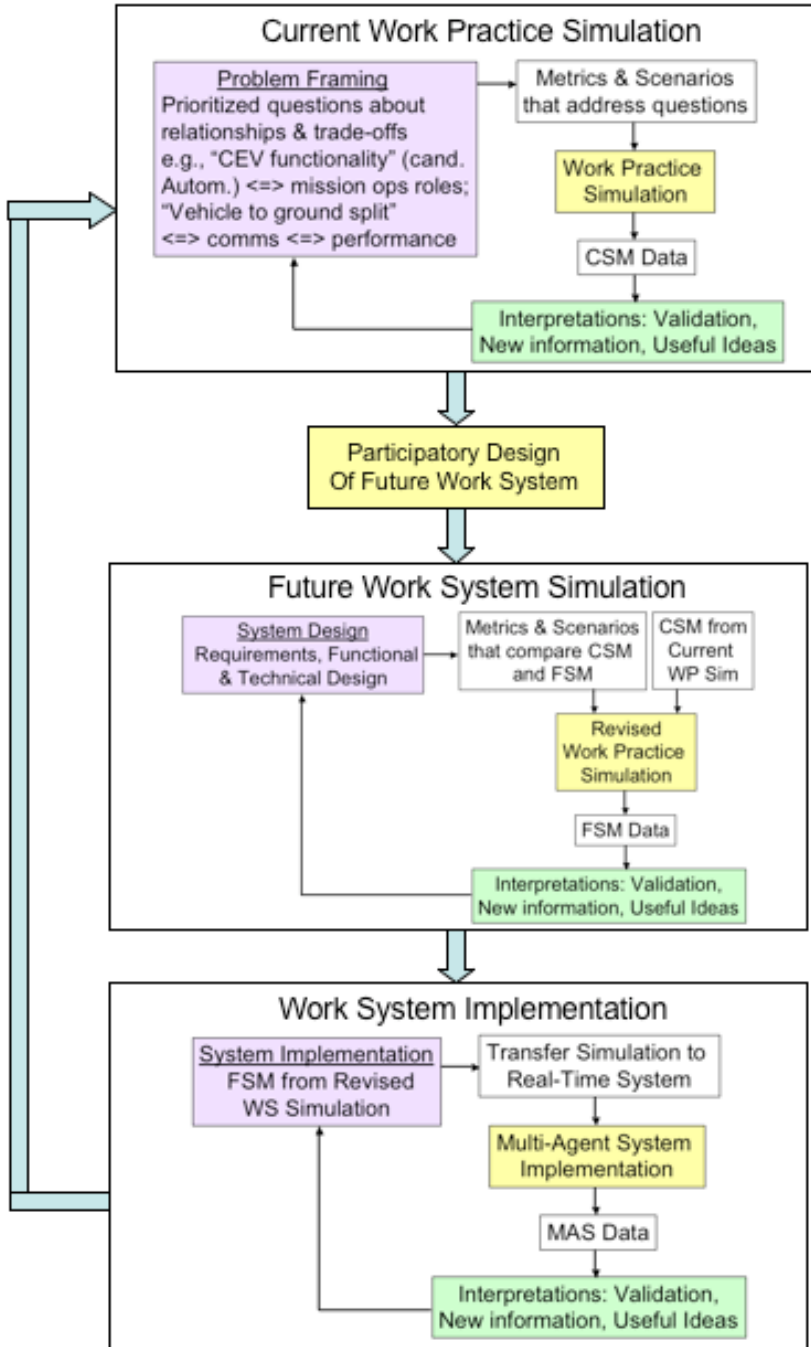 Current Work Practice Simulation
Problem Framing
Prioritized questions about
relationships & trade-offs
e.g., “CEV functionality” (cand.
Autom.) <=> mission ops roles;
“Vehicle to ground split”
<=> comms <=> performance
Metrics & Scenarios
that address questions
Work Practice
Simulation
CSM Data
Interpretations: Validation,
New information, Useful Ideas
Participatory Design
Of Future Work System
Future Work System Simulation
System Design
Requirements, Functional
& Technical Design
Metrics & Scenarios
that compare CSM
and FSM
CSM from
Current
WP Sim
Revised
Work Practice
Simulation
FSM Data
Interpretations: Validation,
New information, Useful Ideas
Work System Implementation
System Implementation
FSM from Revised
WS Simulation
Transfer Simulation to
Real-Time System
Multi-Agent System
Implementation
MAS Data
Interpretations: Validation,
New information, Useful Ideas